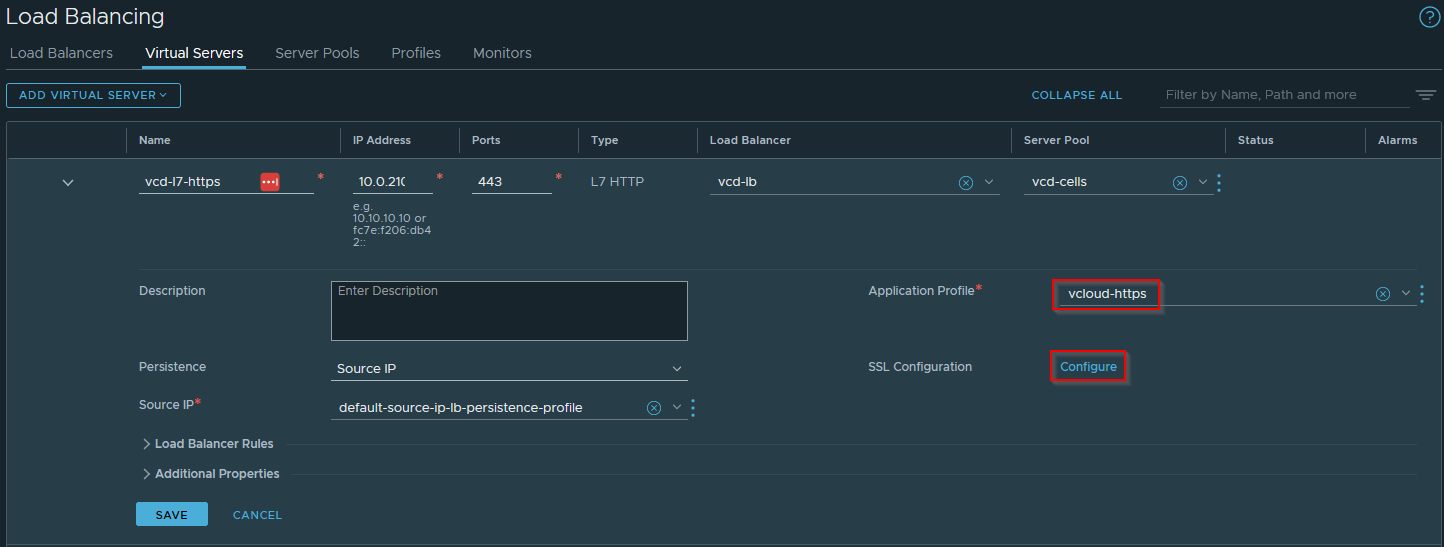 Load Balancing
?
Load Balancers Virtual Servers Server Pools Profiles Monitors
ADD VIRTUAL SERVER COLLAPSE ALL Filter by Name, Path and more
Name IP Address Ports Type Load Balancer Server Pool Status Alarms
vcd-l7-https * 10.0.210 * 443 * L7 HTTP vcd-lb vcd-cells
e.g.
10.10.10.10 or
fc7e:f206:db4
2::
Description Enter Description Application Profile* vcloud-https
Persistence Source IP SSL Configuration Configure
Source IP* default-source-ip-lb-persistence-profile
Load Balancer Rules
Additional Properties
SAVE CANCEL